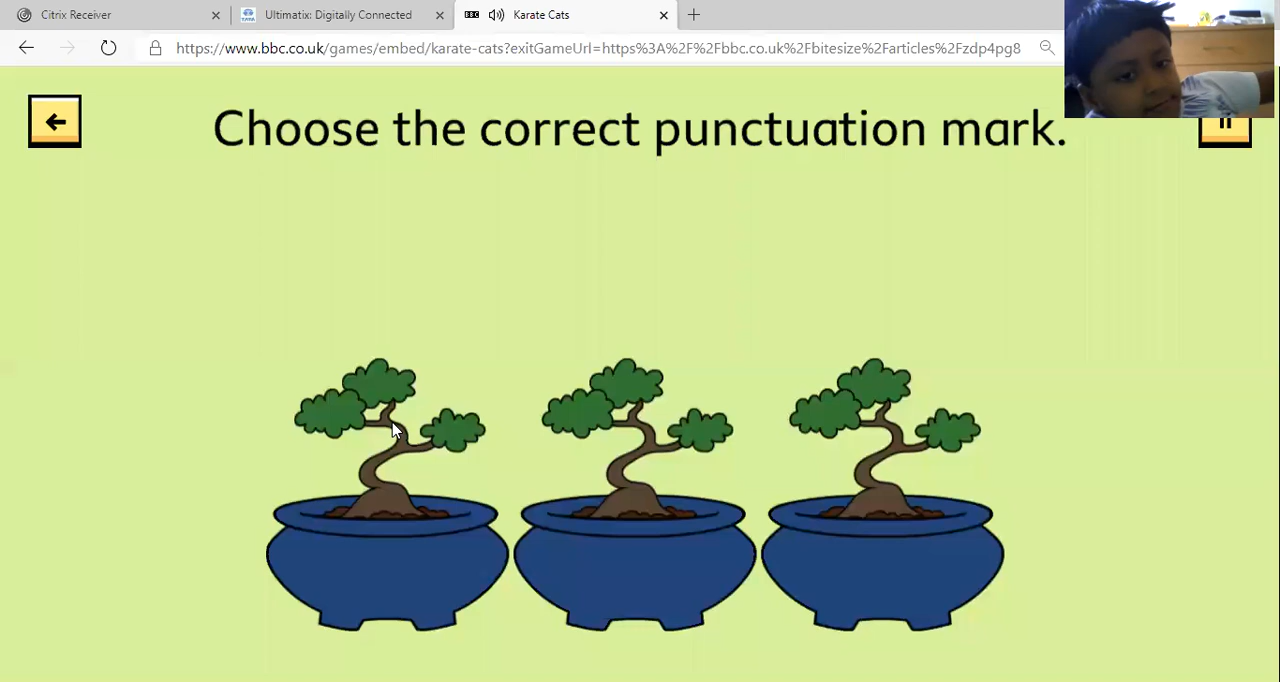 Citrix Receiver
Ultimatix: Digitally Connected
BBC
Karate Cats
https://www.bbc.co.uk/games/embed/karate-cats?exitGameUrl=https%3A%2F%2Fbbc.co.uk%2Fbitesize%2Farticles%2Fzdp4pg8
Choose the correct punctuation mark.